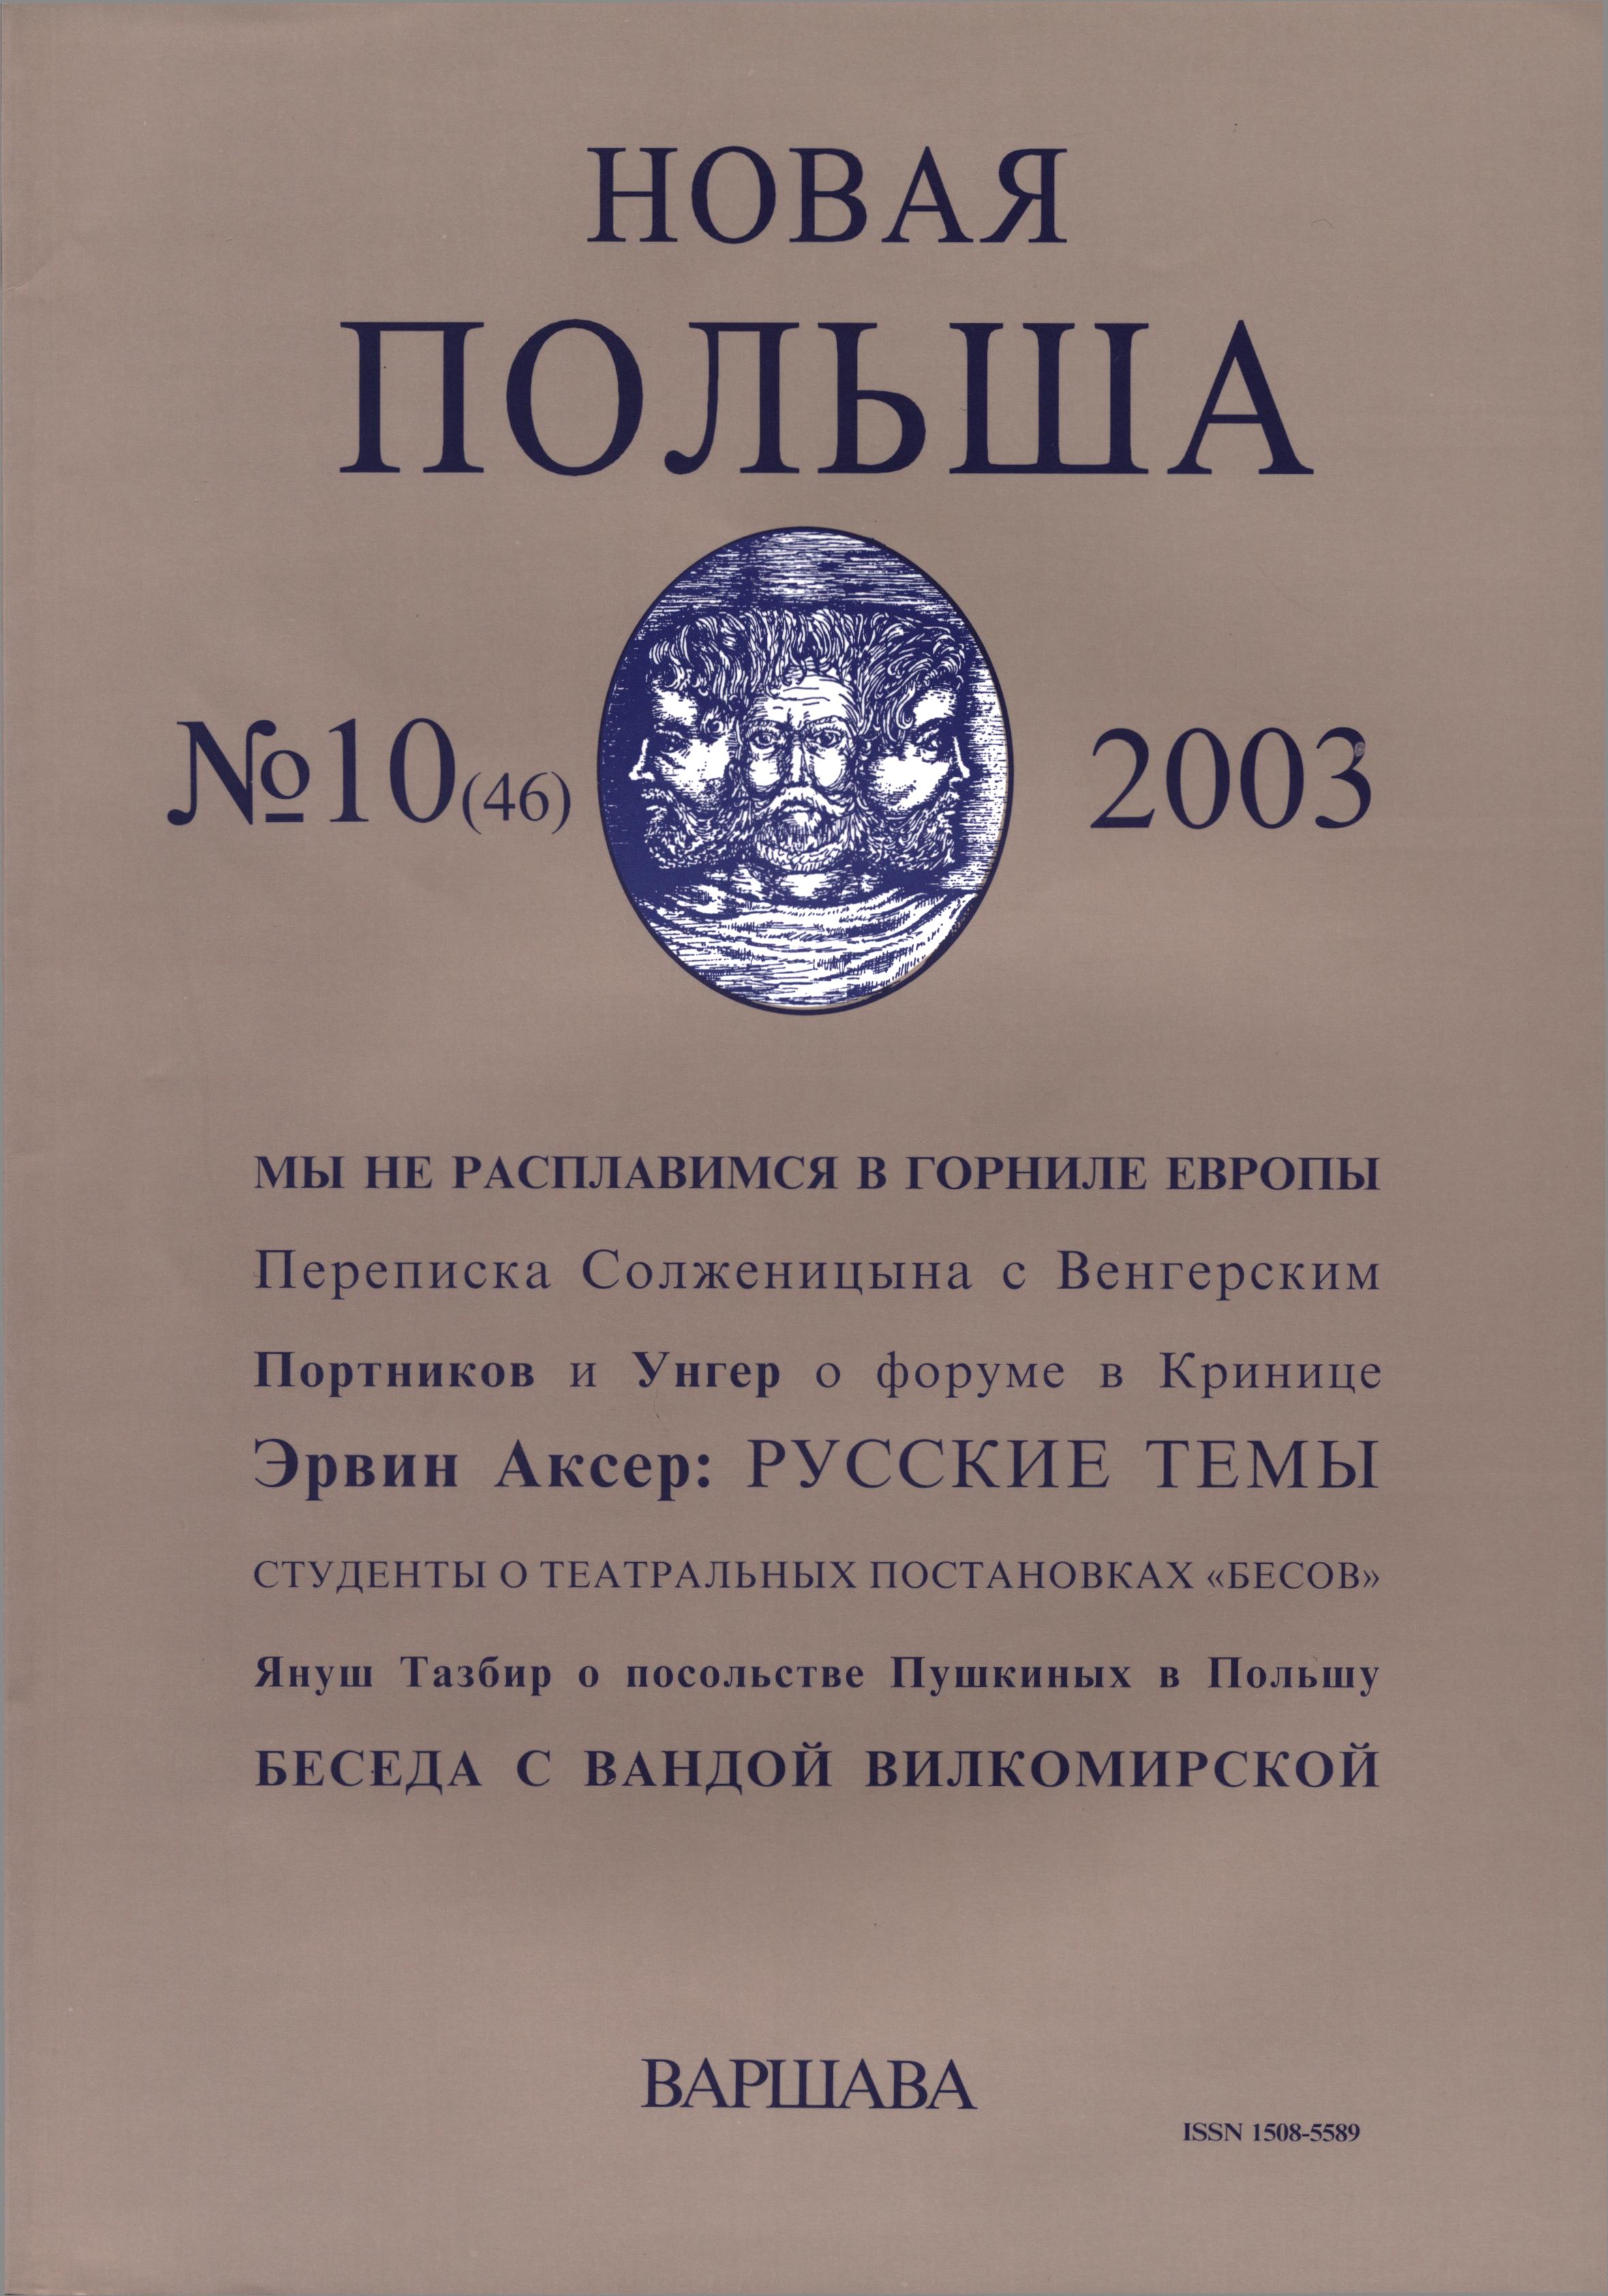 НОВАЯ
ПОЛЬША
№10(46) 2003
МЫ НЕ РАСПЛАВИМСЯ В ГОРНИЛЕ ЕВРОПЫ
Переписка Солженицына с Венгерским
Портников и Унгер о форуме в Кринице
Эрвин Аксер: РУССКИЕ ТЕМЫ
СТУДЕНТЫ О ТЕАТРАЛЬНЫХ ПОСТАНОВКАХ «БЕСОВ»
Януш Тазбир о посольстве Пушкиных в Польшу
БЕСЕДА С ВАНДОЙ ВИЛКОМИРСКОЙ
ВАРШАВА
ISSN 1508-5589